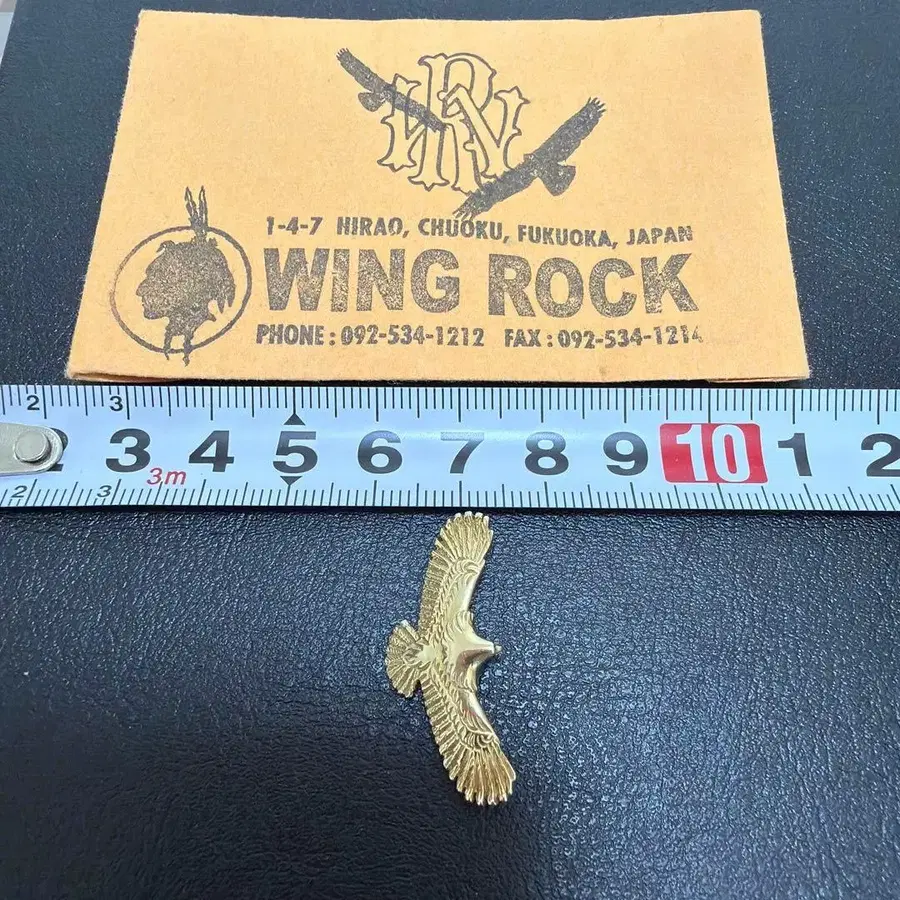 WRN
1-4-7 HIRAO, CHUOKU, FUKUOKA, JAPAN
WING ROCK
PHONE : 092-534-1212 FAX : 092-534-1214
2 3
2 3 4 5 6 7 8 9 10 1 2
3m
2 3